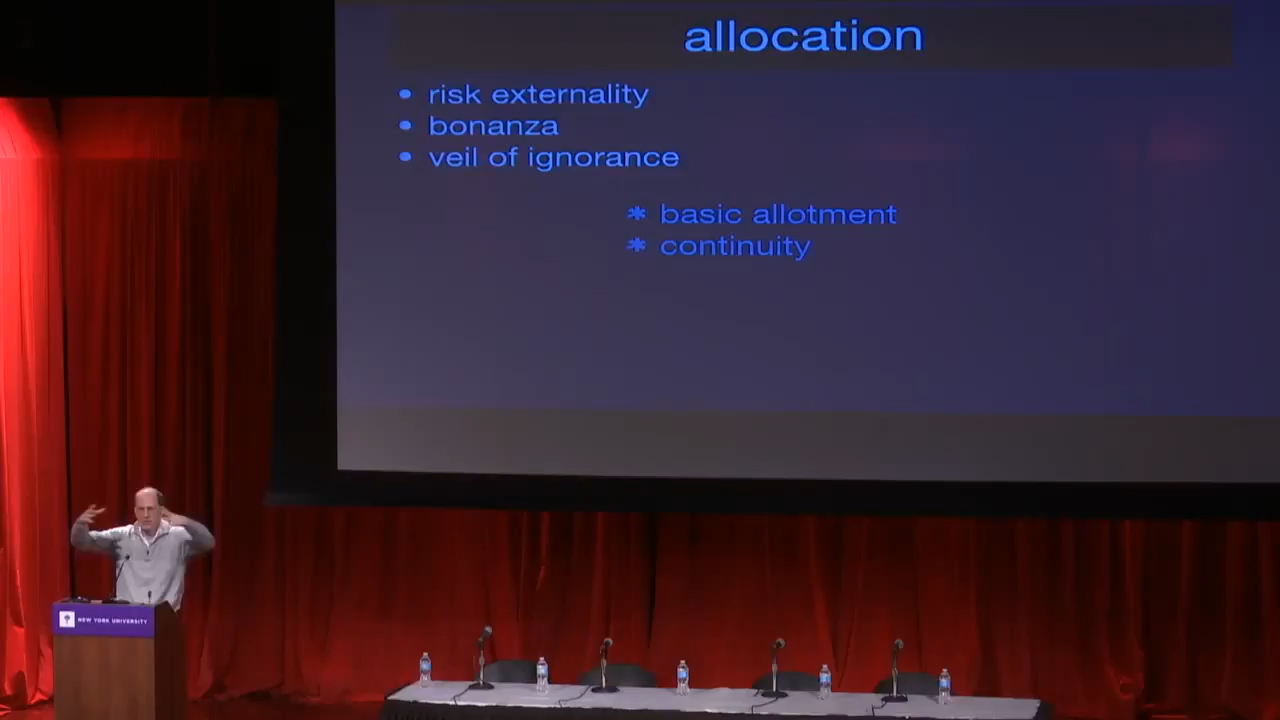 allocation
• risk externality
• bonanza
• veil of ignorance
* basic allotment
* continuity
NEW YORK UNIVERSITY